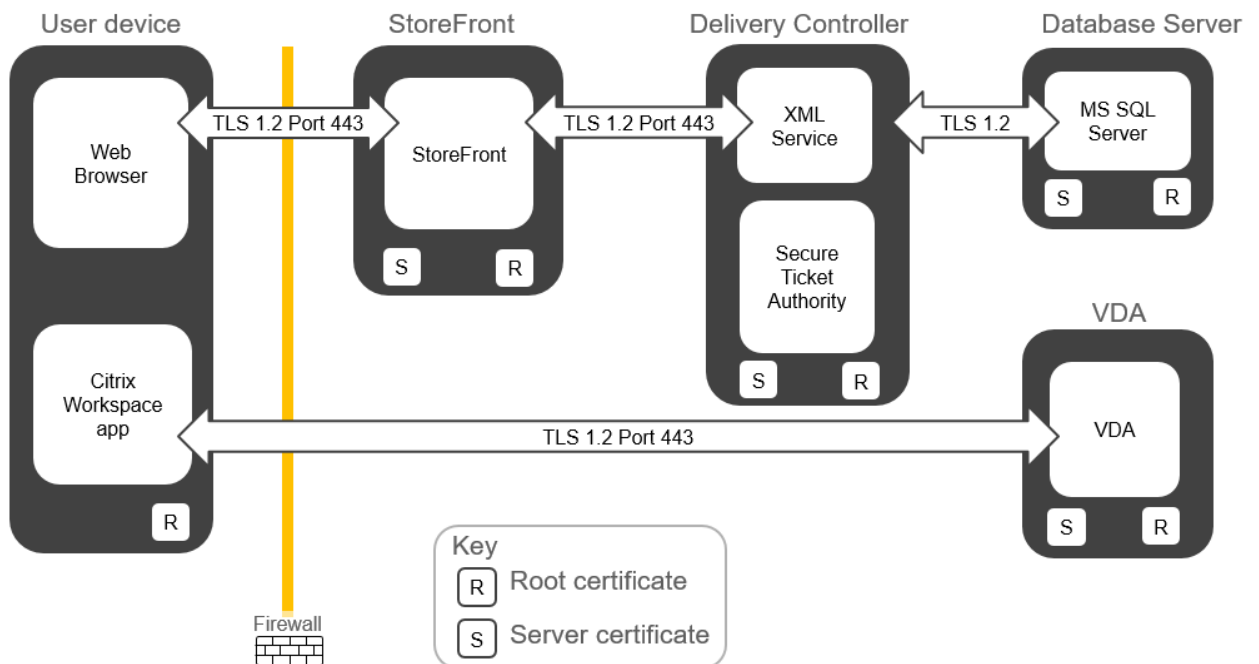 User device
StoreFront
Delivery Controller
Database Server
TLS 1.2 Port 443
TLS 1.2 Port 443
TLS 1.2
Web
Browser
StoreFront
XML
Service
MS SQL
Server
S
R
S
R
Secure
Ticket
Authority
VDA
S
R
Citrix
Workspace
app
TLS 1.2 Port 443
VDA
R
S
R
Key
R Root certificate
S Server certificate
Firewall